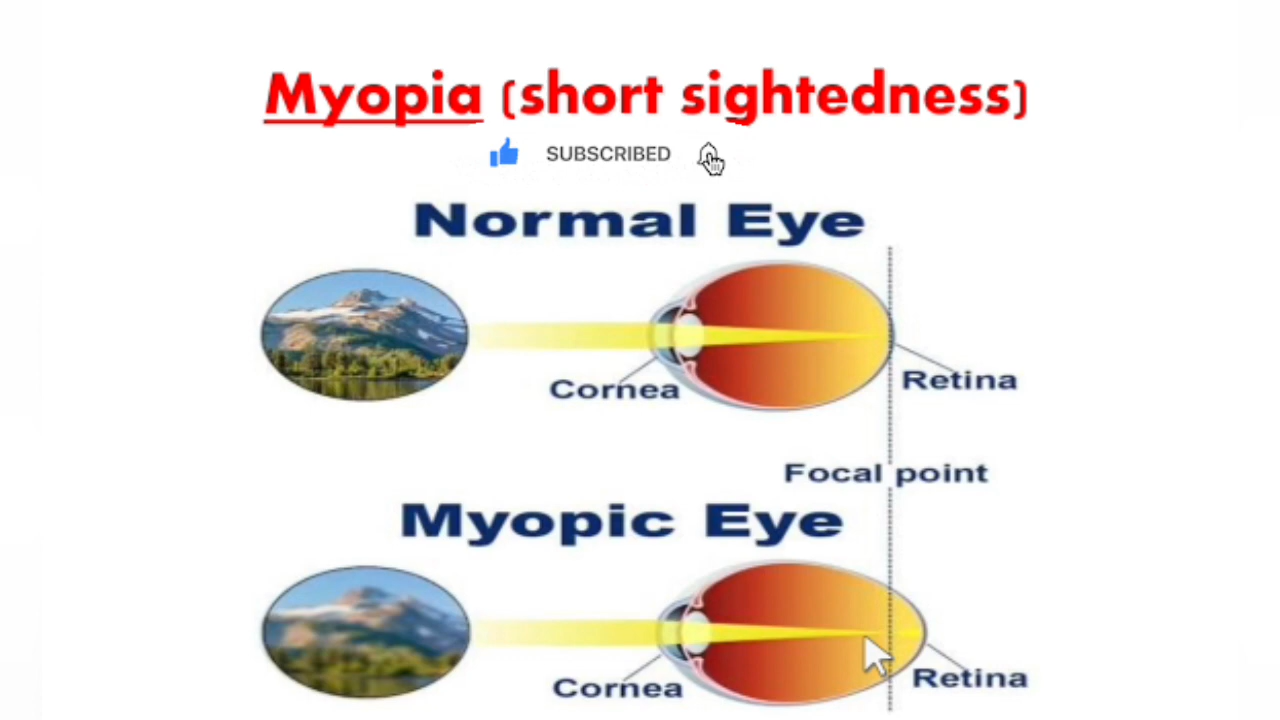 Myopia (short sightedness)
SUBSCRIBED
Normal Eye
Cornea
Retina
Focal point
Myopic Eye
Cornea
Retina